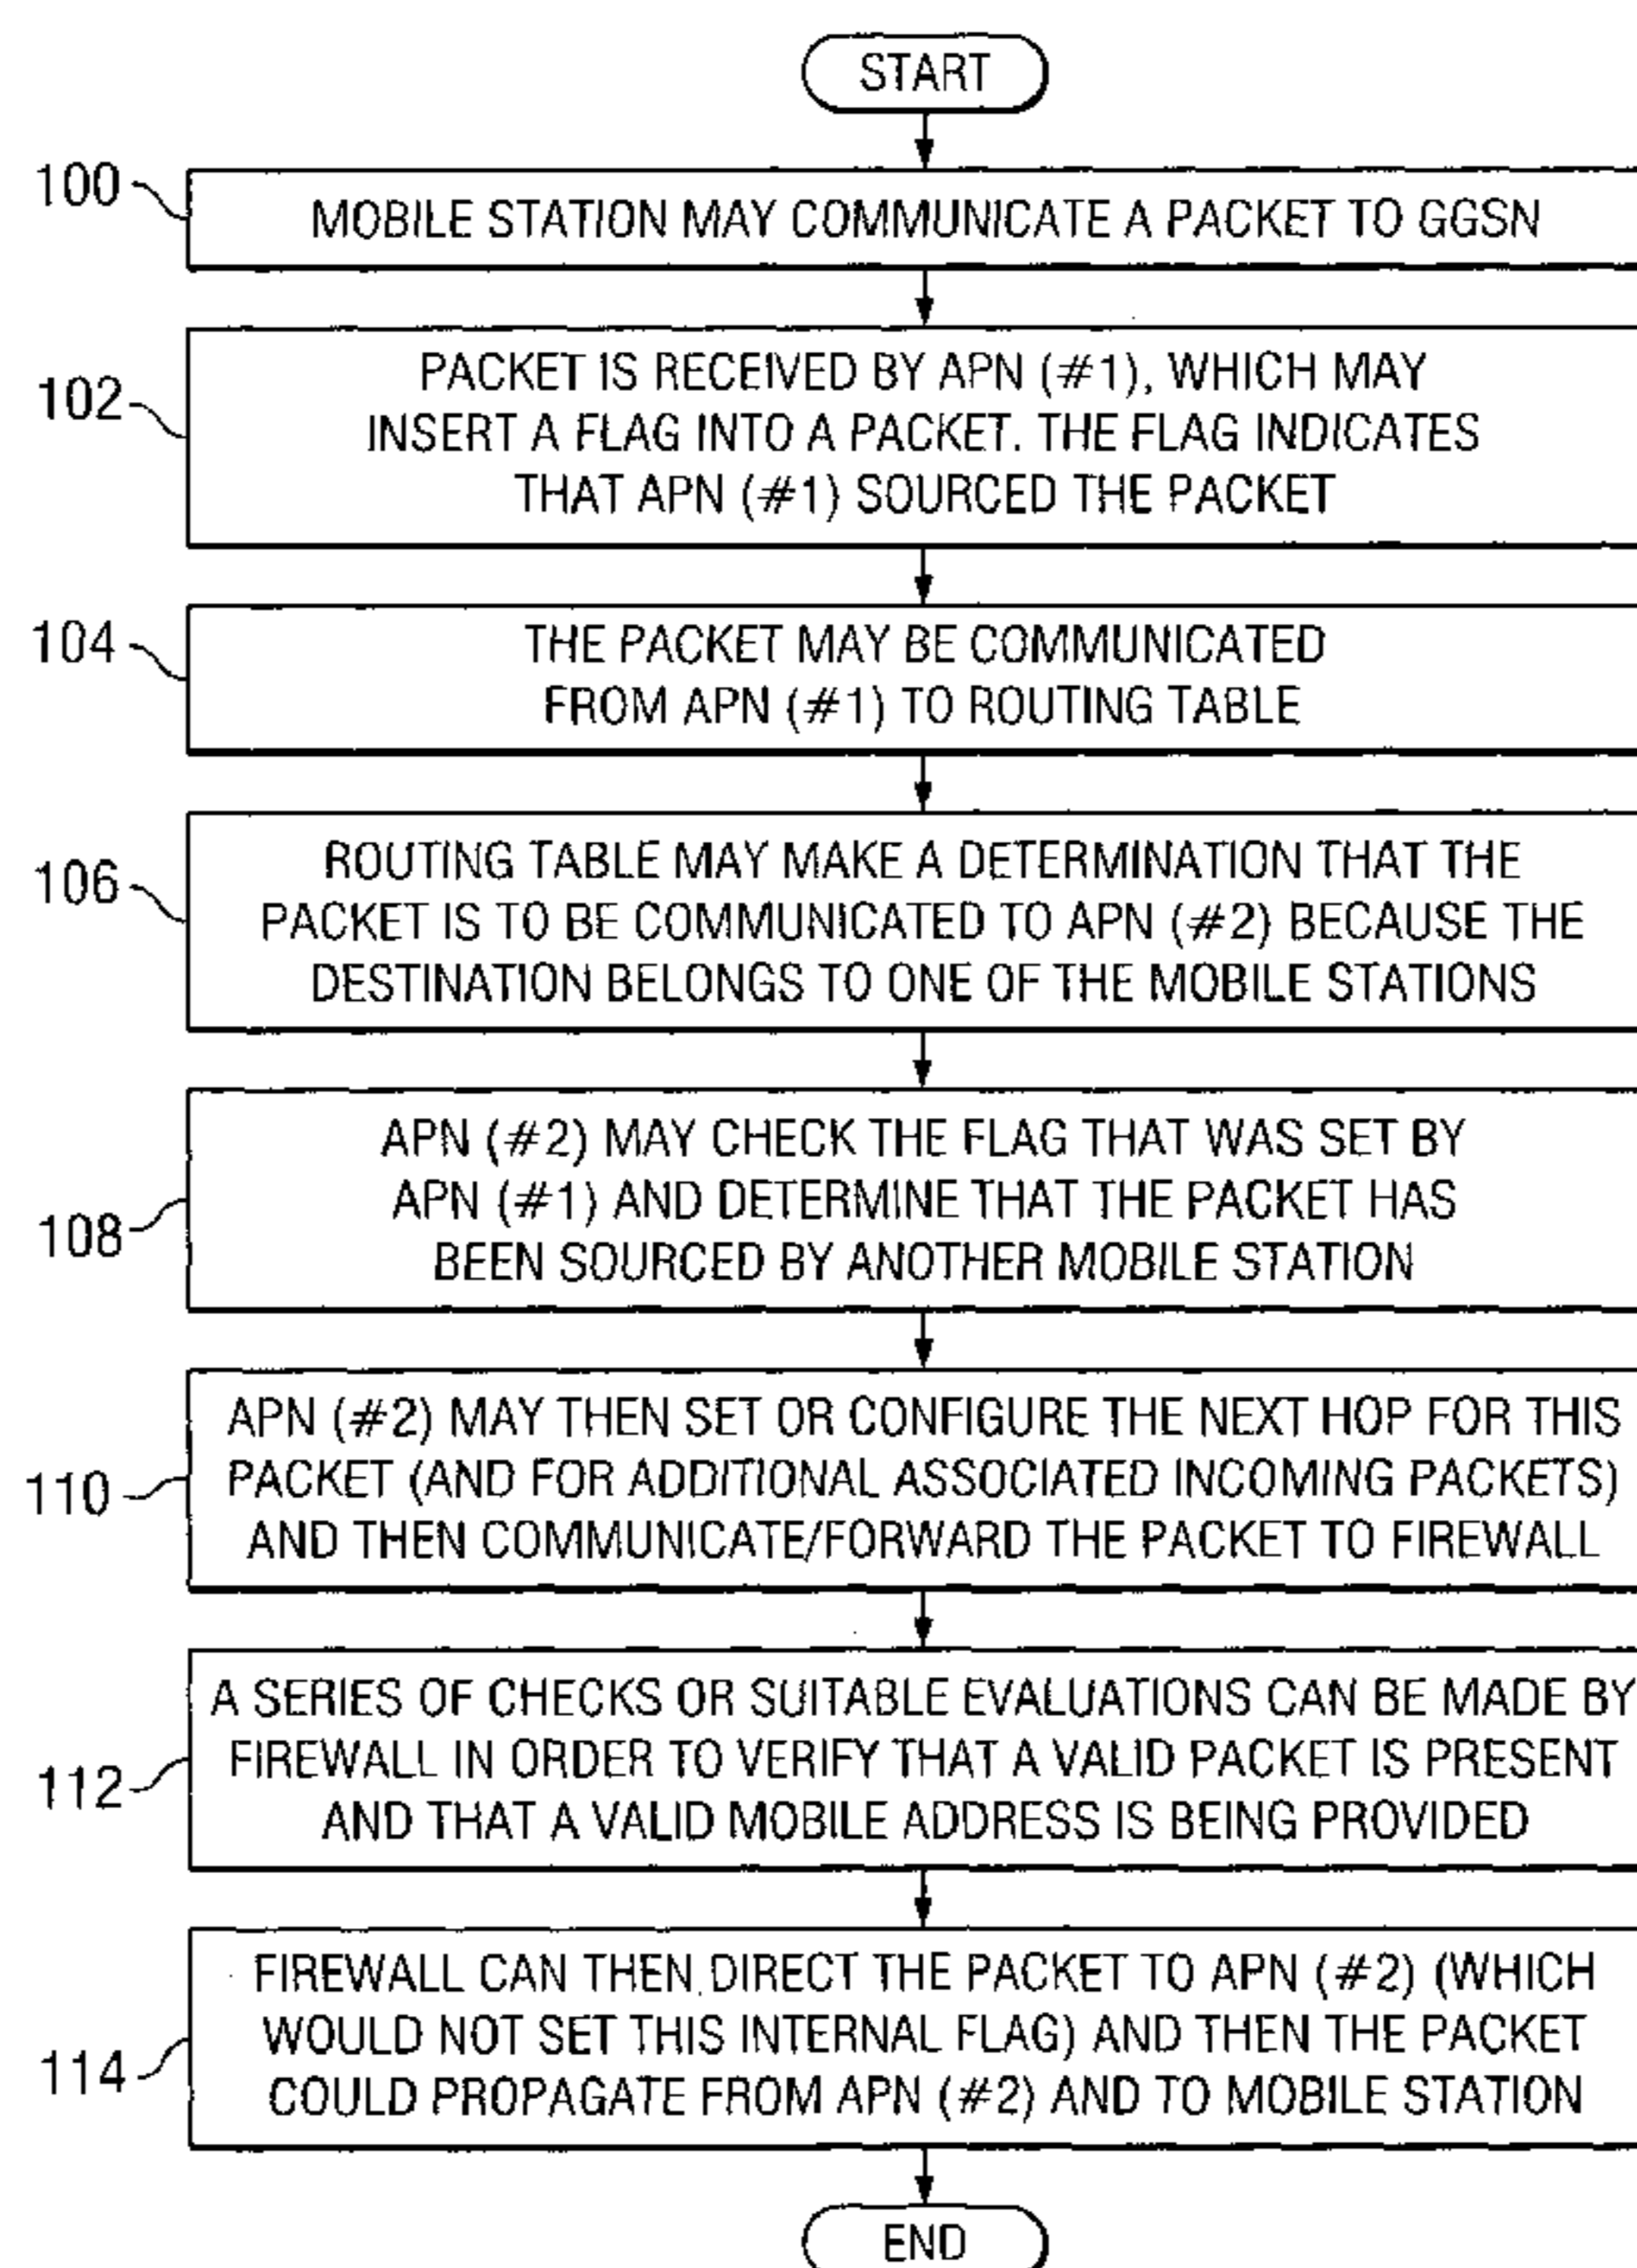 START
100
MOBILE STATION MAY COMMUNICATE A PACKET TO GGSN
102
PACKET IS RECEIVED BY APN (#1), WHICH MAY
INSERT A FLAG INTO A PACKET. THE FLAG INDICATES
THAT APN (#1) SOURCED THE PACKET
104
THE PACKET MAY BE COMMUNICATED
FROM APN (#1) TO ROUTING TABLE
106
ROUTING TABLE MAY MAKE A DETERMINATION THAT THE
PACKET IS TO BE COMMUNICATED TO APN (#2) BECAUSE THE
DESTINATION BELONGS TO ONE OF THE MOBILE STATIONS
108
APN (#2) MAY CHECK THE FLAG THAT WAS SET BY
APN (#1) AND DETERMINE THAT THE PACKET HAS
BEEN SOURCED BY ANOTHER MOBILE STATION
110
APN (#2) MAY THEN SET OR CONFIGURE THE NEXT HOP FOR THIS
PACKET (AND FOR ADDITIONAL ASSOCIATED INCOMING PACKETS)
AND THEN COMMUNICATE/FORWARD THE PACKET TO FIREWALL
112
A SERIES OF CHECKS OR SUITABLE EVALUATIONS CAN BE MADE BY
FIREWALL IN ORDER TO VERIFY THAT A VALID PACKET IS PRESENT
AND THAT A VALID MOBILE ADDRESS IS BEING PROVIDED
114
FIREWALL CAN THEN DIRECT THE PACKET TO APN (#2) (WHICH
WOULD NOT SET THIS INTERNAL FLAG) AND THEN THE PACKET
COULD PROPAGATE FROM APN (#2) AND TO MOBILE STATION
END